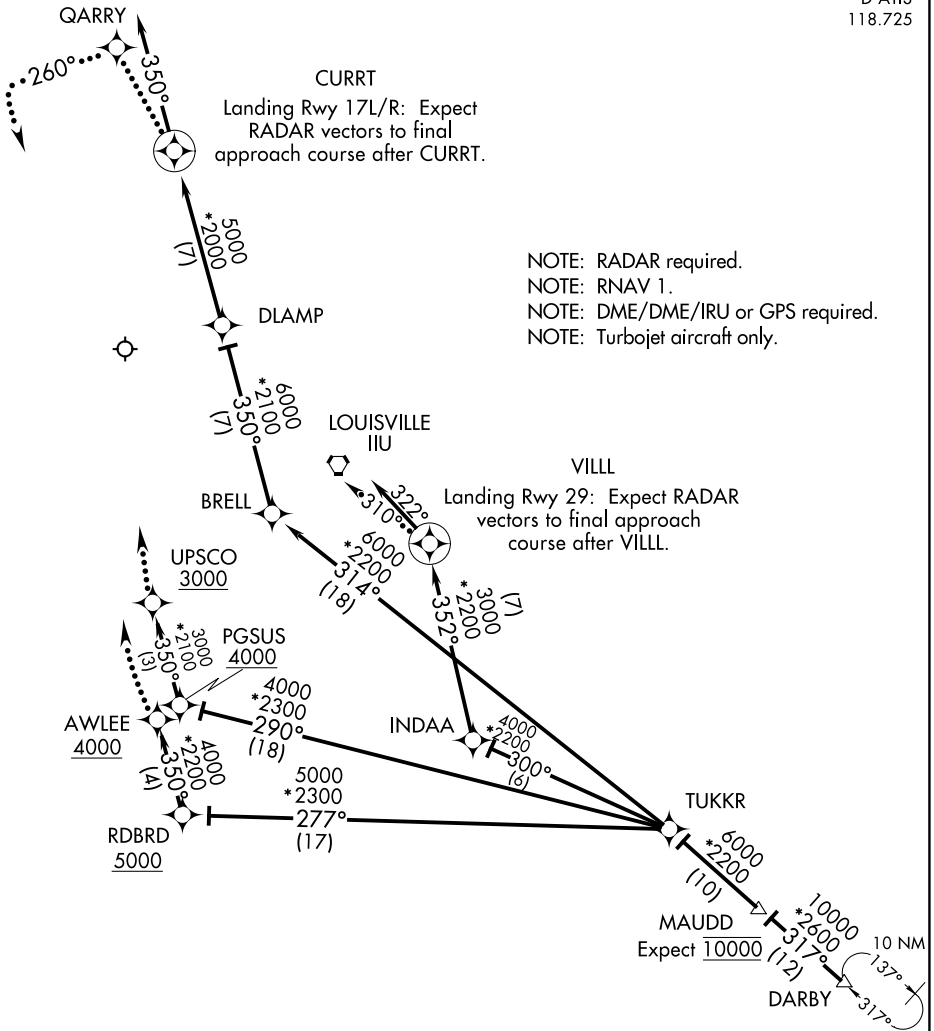 D-ATIS
118.725
QARRY
260°
350°
CURRT
Landing Rwy 17L/R: Expect
RADAR vectors to final
approach course after CURRT.
5000
*2000
(7)
NOTE: RADAR required.
NOTE: RNAV 1.
NOTE: DME/DME/IRU or GPS required.
NOTE: Turbojet aircraft only.
DLAMP
6000
*2100
350°
(7)
LOUISVILLE
IIU
VILLL
Landing Rwy 29: Expect RADAR
vectors to final approach
course after VILLL.
322°
310°
BRELL
6000
*2200
314°
(18)
(7)
3000
*2200
352°
UPSCO
3000
3000
*2100
350°
(3)
PGSUS
4000
4000
*2300
290°
(18)
AWLEE
4000
4000
*2200
350°
(4)
INDAA
4000
*2200
300°
(6)
5000
*2300
277°
(17)
RDBRD
5000
TUKKR
6000
*2200
(10)
MAUDD
Expect 10000
10000
*2600
317°
(12)
10 NM
137°
317°
DARBY